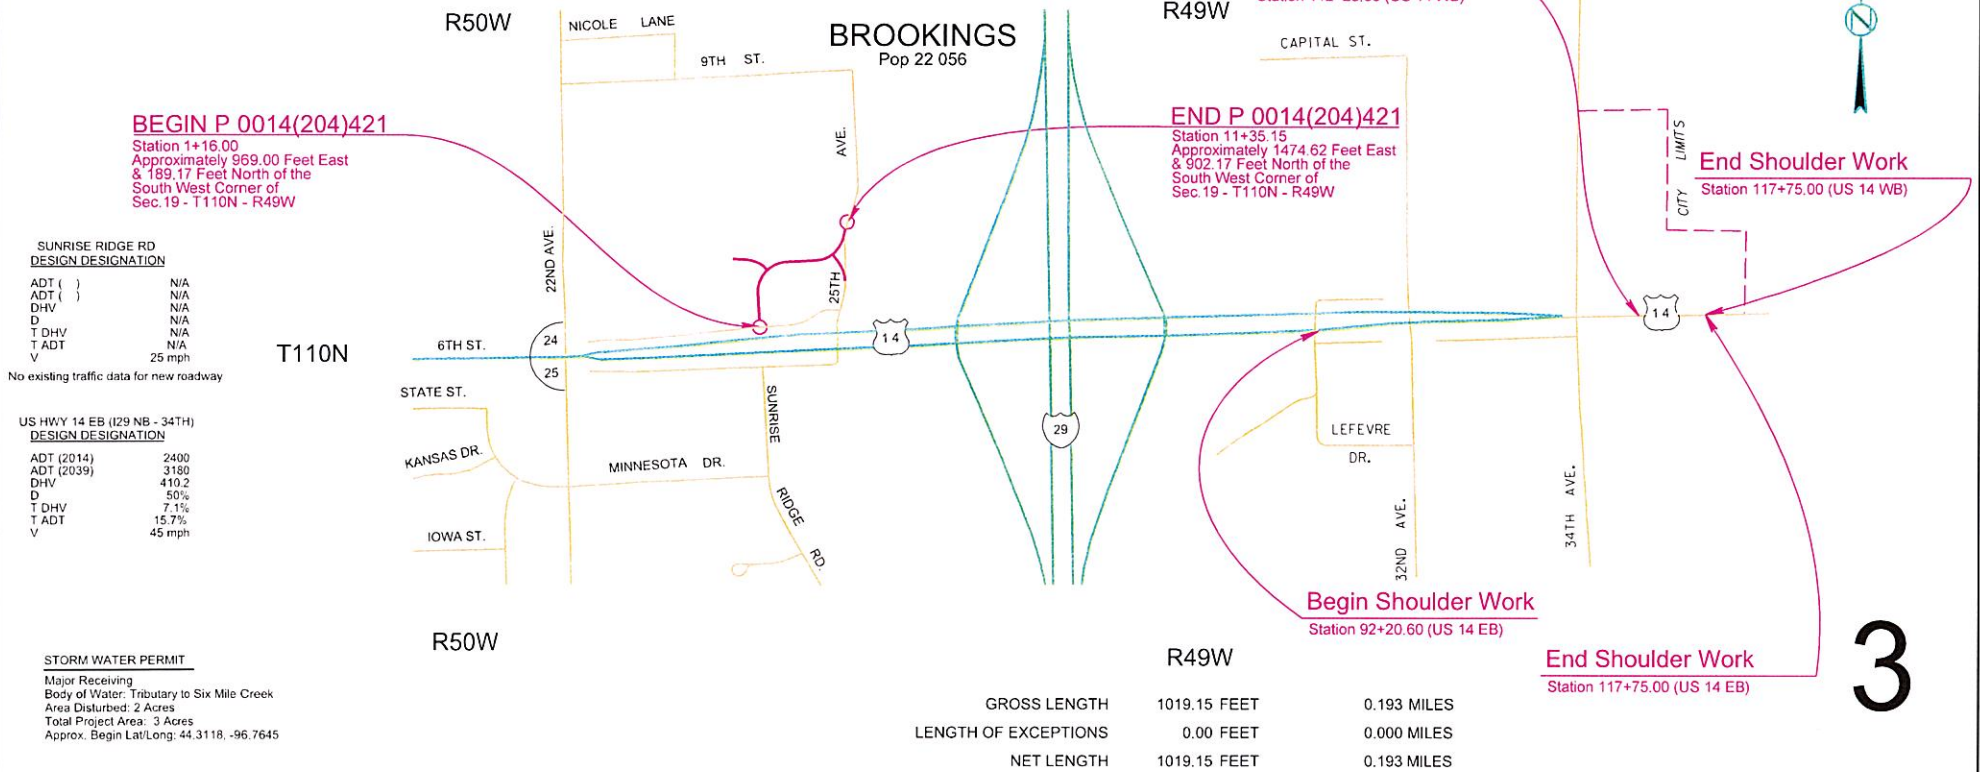 R50W
NICOLE LANE
BROOKINGS
Pop 22 056
R49W
CAPITAL ST.
N
9TH ST.
AVE.
BEGIN P 0014(204)421
Station 1+16.00
Approximately 969.00 Feet East
& 189.17 Feet North of the
South West Corner of
Sec.19 - T110N - R49W
END P 0014(204)421
Station 11+35.15
Approximately 1474.62 Feet East
& 902.17 Feet North of the
South West Corner of
Sec.19 - T110N - R49W
CITY LIMITS
End Shoulder Work
Station 117+75.00 (US 14 WB)
SUNRISE RIDGE RD
DESIGN DESIGNATION
ADT ( ) N/A
ADT ( ) N/A
DHV N/A
D N/A
T DHV N/A
T ADT N/A
V 25 mph
No existing traffic data for new roadway
22ND AVE.
25TH
T110N
6TH ST.
24
25
14
14
29
STATE ST.
KANSAS DR.
MINNESOTA DR.
IOWA ST.
SUNRISE
RIDGE
RD.
LEFEVRE
DR.
32ND AVE.
34TH AVE.
US HWY 14 EB (I29 NB - 34TH)
DESIGN DESIGNATION
ADT (2014) 2400
ADT (2039) 3180
DHV 410.2
D 50%
T DHV 7.1%
T ADT 15.7%
V 45 mph
Begin Shoulder Work
Station 92+20.60 (US 14 EB)
End Shoulder Work
Station 117+75.00 (US 14 EB)
3
R50W
R49W
STORM WATER PERMIT
Major Receiving
Body of Water: Tributary to Six Mile Creek
Area Disturbed: 2 Acres
Total Project Area: 3 Acres
Approx. Begin Lat/Long: 44.3118, -96.7645
GROSS LENGTH 1019.15 FEET 0.193 MILES
LENGTH OF EXCEPTIONS 0.00 FEET 0.000 MILES
NET LENGTH 1019.15 FEET 0.193 MILES